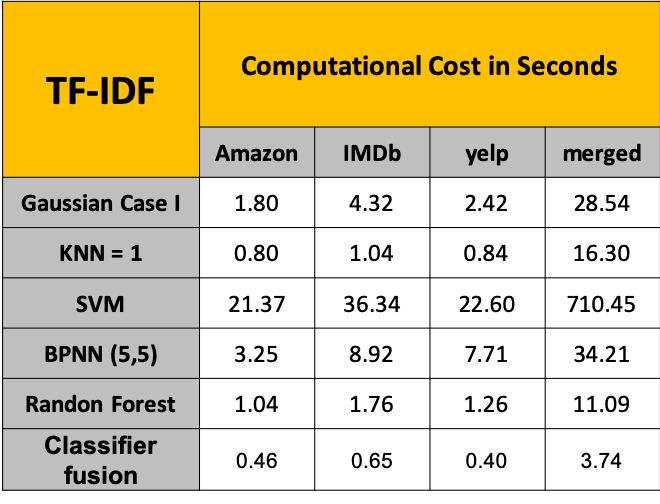 TF-IDF
Computational Cost in Seconds
Amazon IMDb yelp merged
Gaussian Case I 1.80 4.32 2.42 28.54
KNN = 1 0.80 1.04 0.84 16.30
SVM 21.37 36.34 22.60 710.45
BPNN (5,5) 3.25 8.92 7.71 34.21
Randon Forest 1.04 1.76 1.26 11.09
Classifier
fusion 0.46 0.65 0.40 3.74